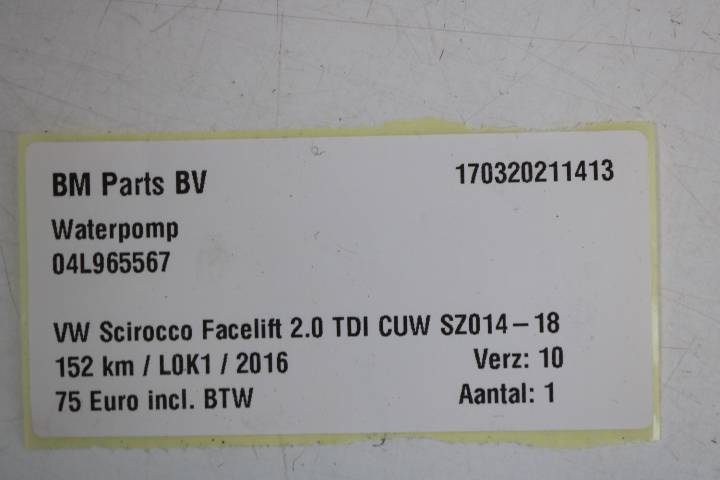 BM Parts BV 170320211413
Waterpomp
04L965567
VW Scirocco Facelift 2.0 TDI CUW SZ014-18
152 km / L0K1 / 2016 Verz: 10
75 Euro incl. BTW Aantal: 1